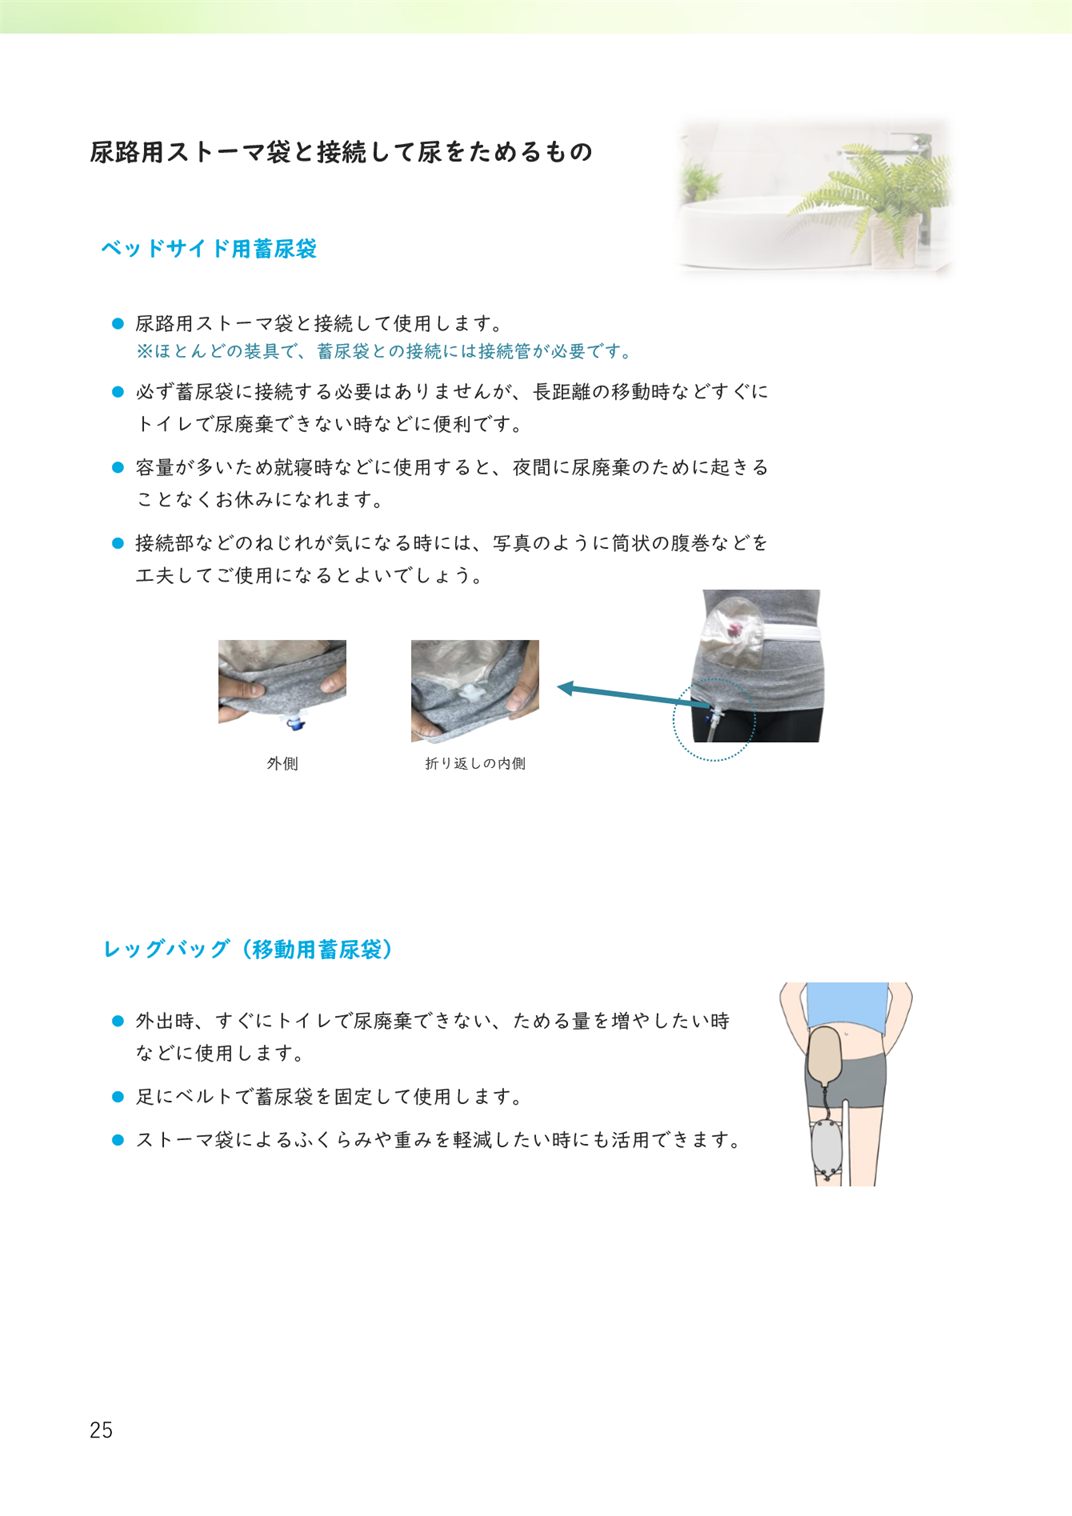 尿路用ストーマ袋と接続して尿をためるもの
ベッドサイド用蓄尿袋
● 尿路用ストーマ袋と接続して使用します。
※ほとんどの装具で、蓄尿袋との接続には接続管が必要です。
● 必ず蓄尿袋に接続する必要はありませんが、長距離の移動時などすぐに
トイレで尿廃棄できない時などに便利です。
● 容量が多いため就寝時などに使用すると、夜間に尿廃棄のために起きる
ことなくお休みになれます。
● 接続部などのねじれが気になる時には、写真のように筒状の腹巻などを
工夫してご使用になるとよいでしょう。
外側
折り返しの内側
レッグバッグ（移動用蓄尿袋）
● 外出時、すぐにトイレで尿廃棄できない、ためる量を増やしたい時
などに使用します。
● 足にベルトで蓄尿袋を固定して使用します。
● ストーマ袋によるふくらみや重みを軽減したい時にも活用できます。
25